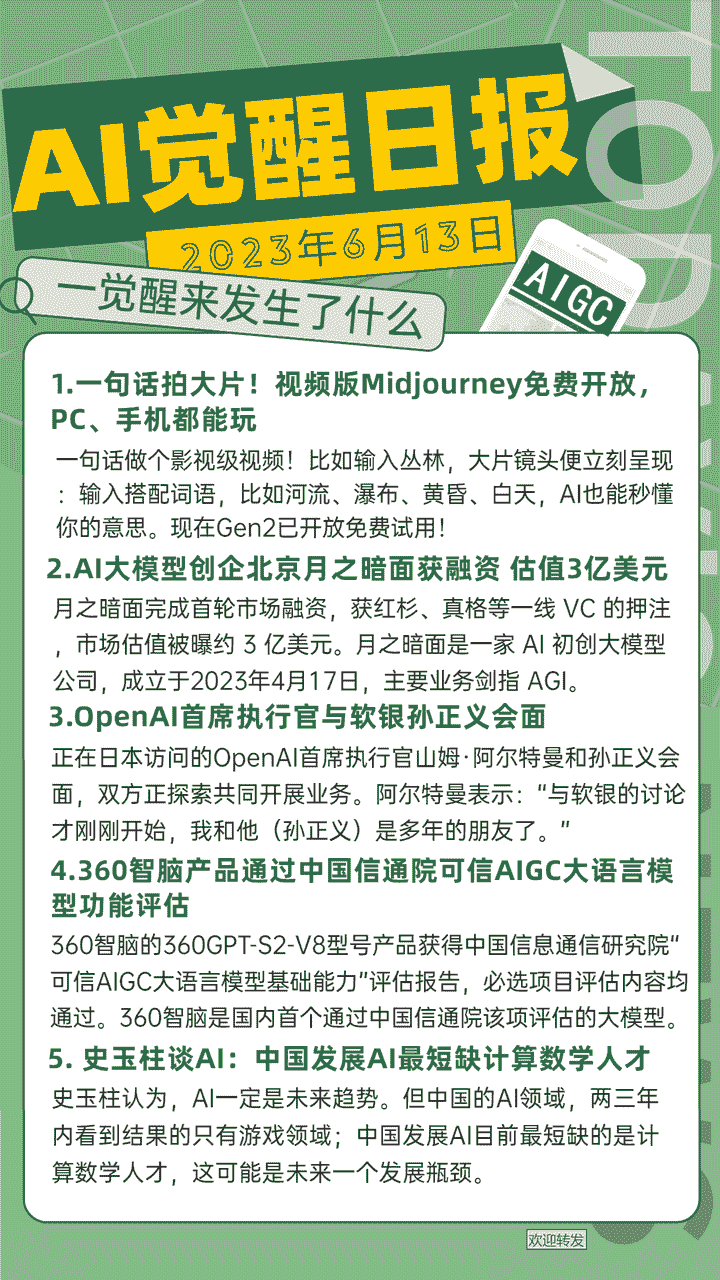 AI觉醒日报
2023年6月13日
一觉醒来发生了什么
AIGC
1.一句话拍大片！视频版Midjourney免费开放，
PC、手机都能玩
一句话做个影视级视频！比如输入丛林，大片镜头便立刻呈现
：输入搭配词语，比如河流、瀑布、黄昏、白天，AI也能秒懂
你的意思。现在Gen2已开放免费试用！
2.AI大模型创企北京月之暗面获融资 估值3亿美元
月之暗面完成首轮市场融资，获红杉、真格等一线 VC 的押注
，市场估值被曝约 3 亿美元。月之暗面是一家 AI 初创大模型
公司，成立于2023年4月17日，主要业务剑指 AGI。
3.OpenAI首席执行官与软银孙正义会面
正在日本访问的OpenAI首席执行官山姆·阿尔特曼和孙正义会
面，双方正探索共同开展业务。阿尔特曼表示：“与软银的讨论
才刚刚开始，我和他（孙正义）是多年的朋友了。”
4.360智脑产品通过中国信通院可信AIGC大语言模
型功能评估
360智脑的360GPT-S2-V8型号产品获得中国信息通信研究院“
可信AIGC大语言模型基础能力”评估报告，必选项目评估内容均
通过。360智脑是国内首个通过中国信通院该项评估的大模型。
5. 史玉柱谈AI：中国发展AI最短缺计算数学人才
史玉柱认为，AI一定是未来趋势。但中国的AI领域，两三年
内看到结果的只有游戏领域；中国发展AI目前最短缺的是计
算数学人才，这可能是未来一个发展瓶颈。
欢迎转发